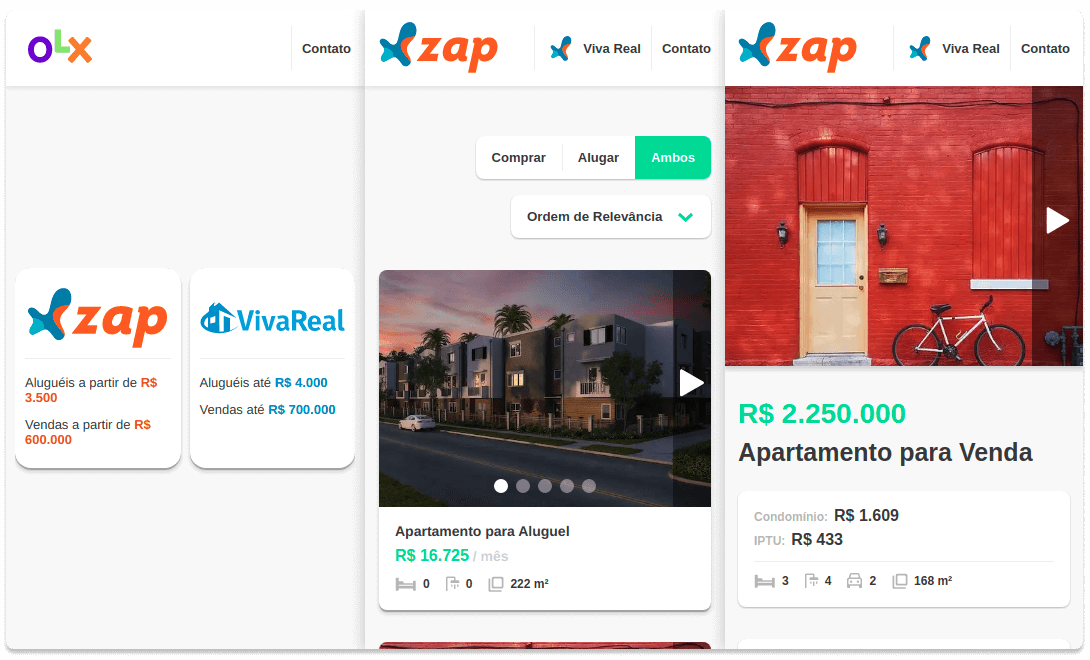 OLX
Contato
zap
VivaReal
Aluguéis a partir de R$
3.500
Vendas a partir de R$
600.000
Aluguéis até R$ 4.000
Vendas até R$ 700.000
zap
Viva Real
Contato
Comprar
Alugar
Ambos
Ordem de Relevância
Apartamento para Aluguel
R$ 16.725 / mês
0 0 222 m²
zap
Viva Real
Contato
R$ 2.250.000
Apartamento para Venda
Condomínio: R$ 1.609
IPTU: R$ 433
3 4 2 168 m²